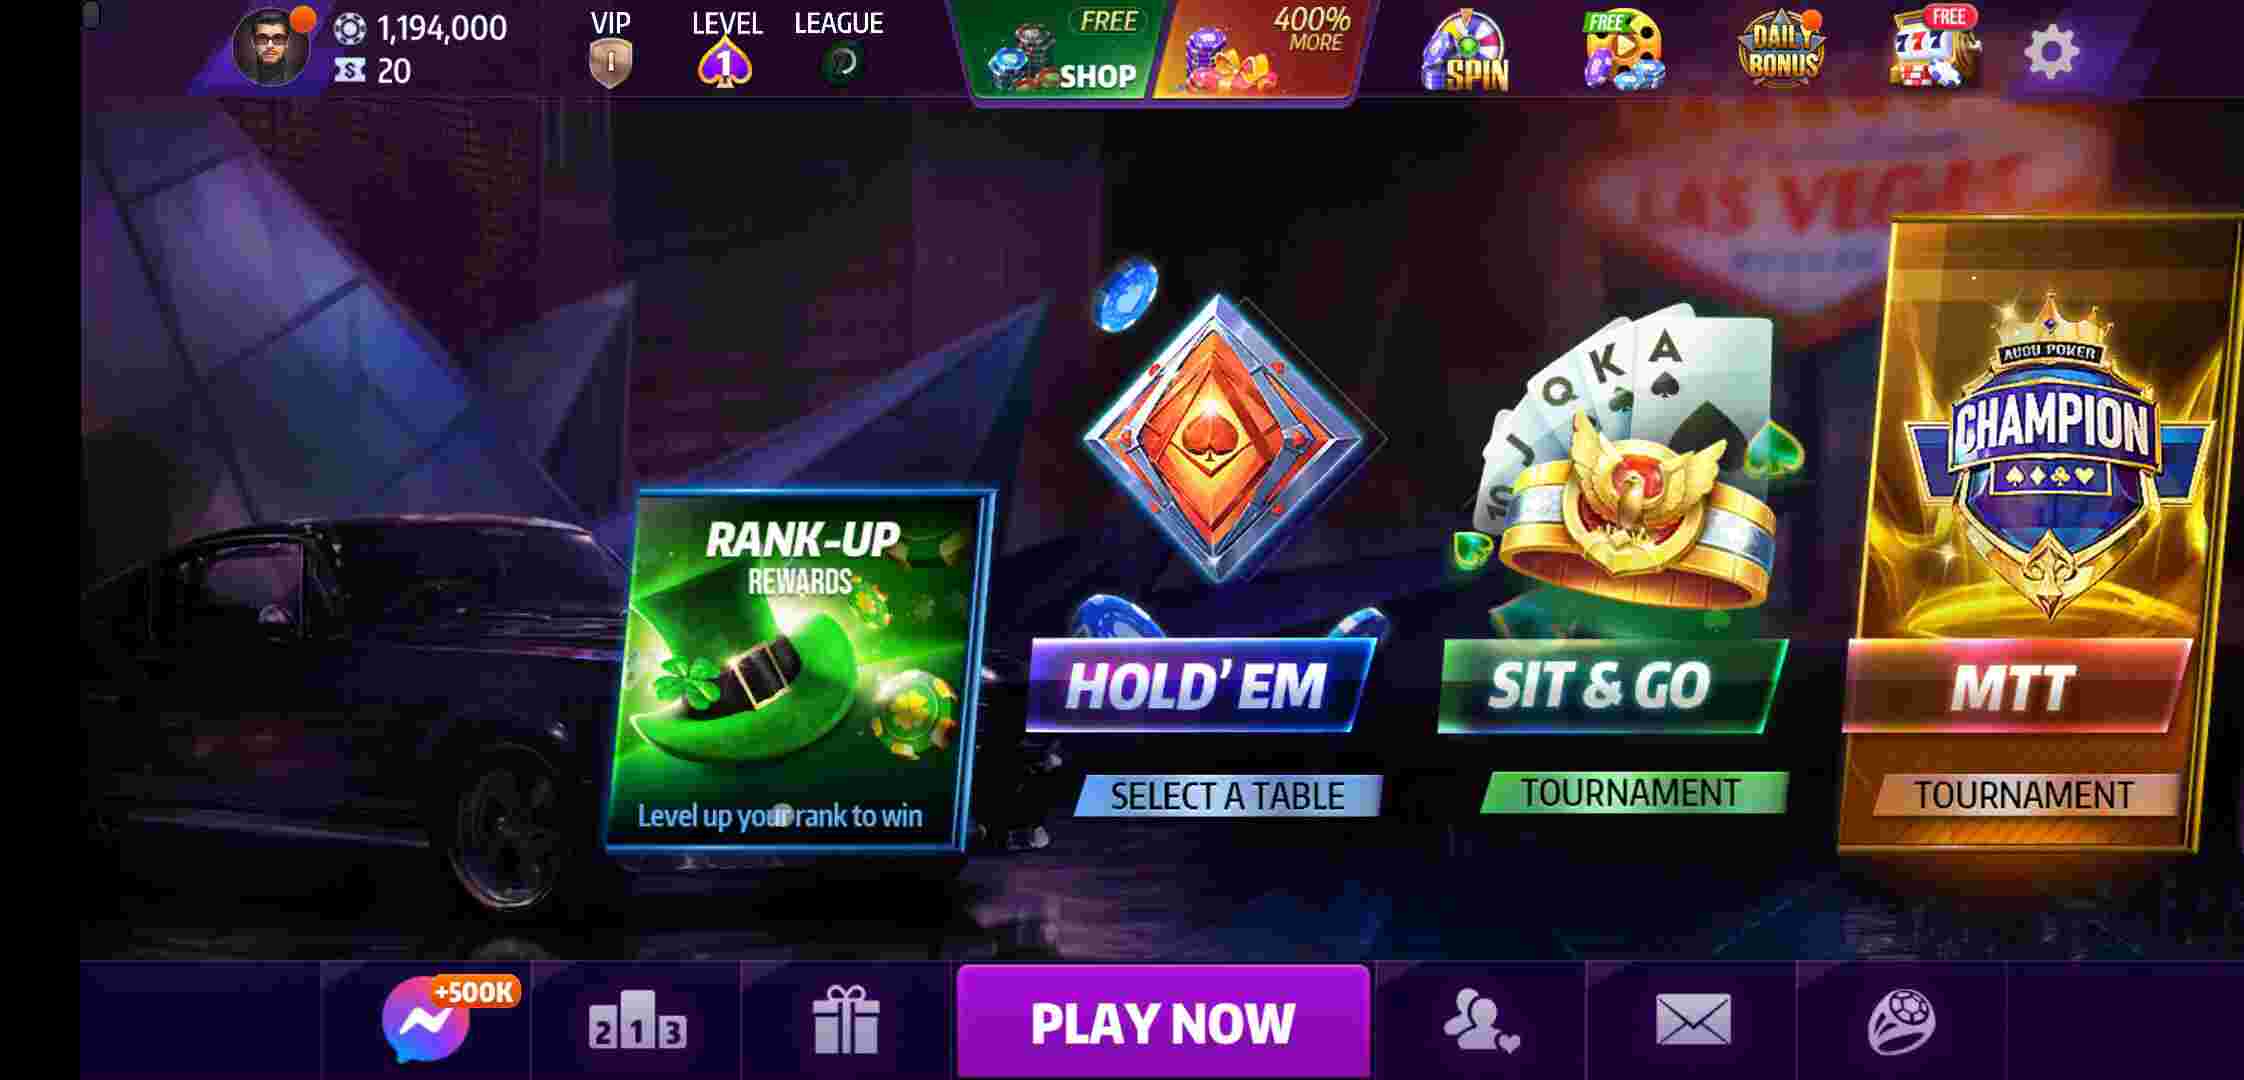 1,194,000
20
VIP
LEVEL
LEAGUE
1
FREE
SHOP
400%
MORE
SPIN
FREE
DAILY
BONUS
FREE
777
LAS VEGAS
RANK-UP
REWARDS
Level up your rank to win
HOLD'EM
SELECT A TABLE
10 J Q K A
SIT & GO
TOURNAMENT
CHAMPION
MTT
TOURNAMENT
+500K
2 1 3
PLAY NOW